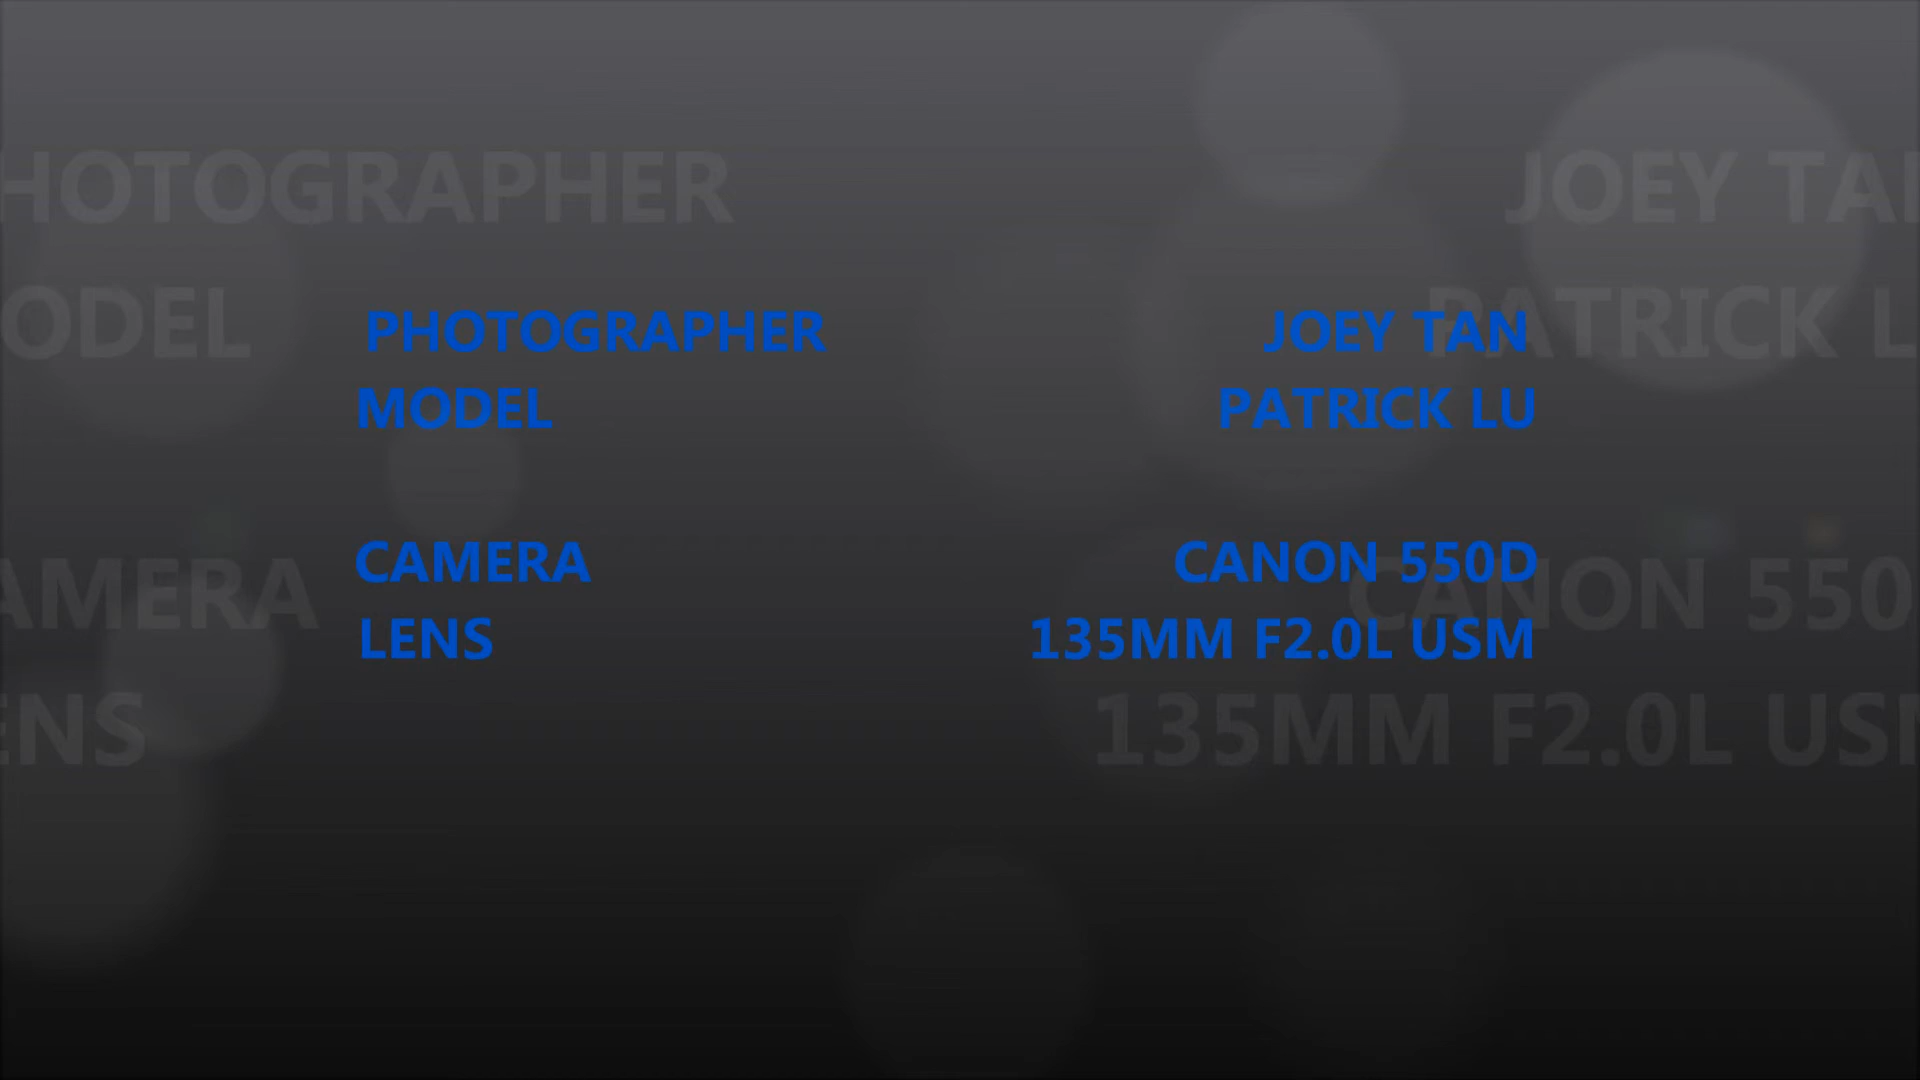 PHOTOGRAPHER JOEY TAN
MODEL PATRICK LU
CAMERA CANON 550D
LENS 135MM F2.0L USM